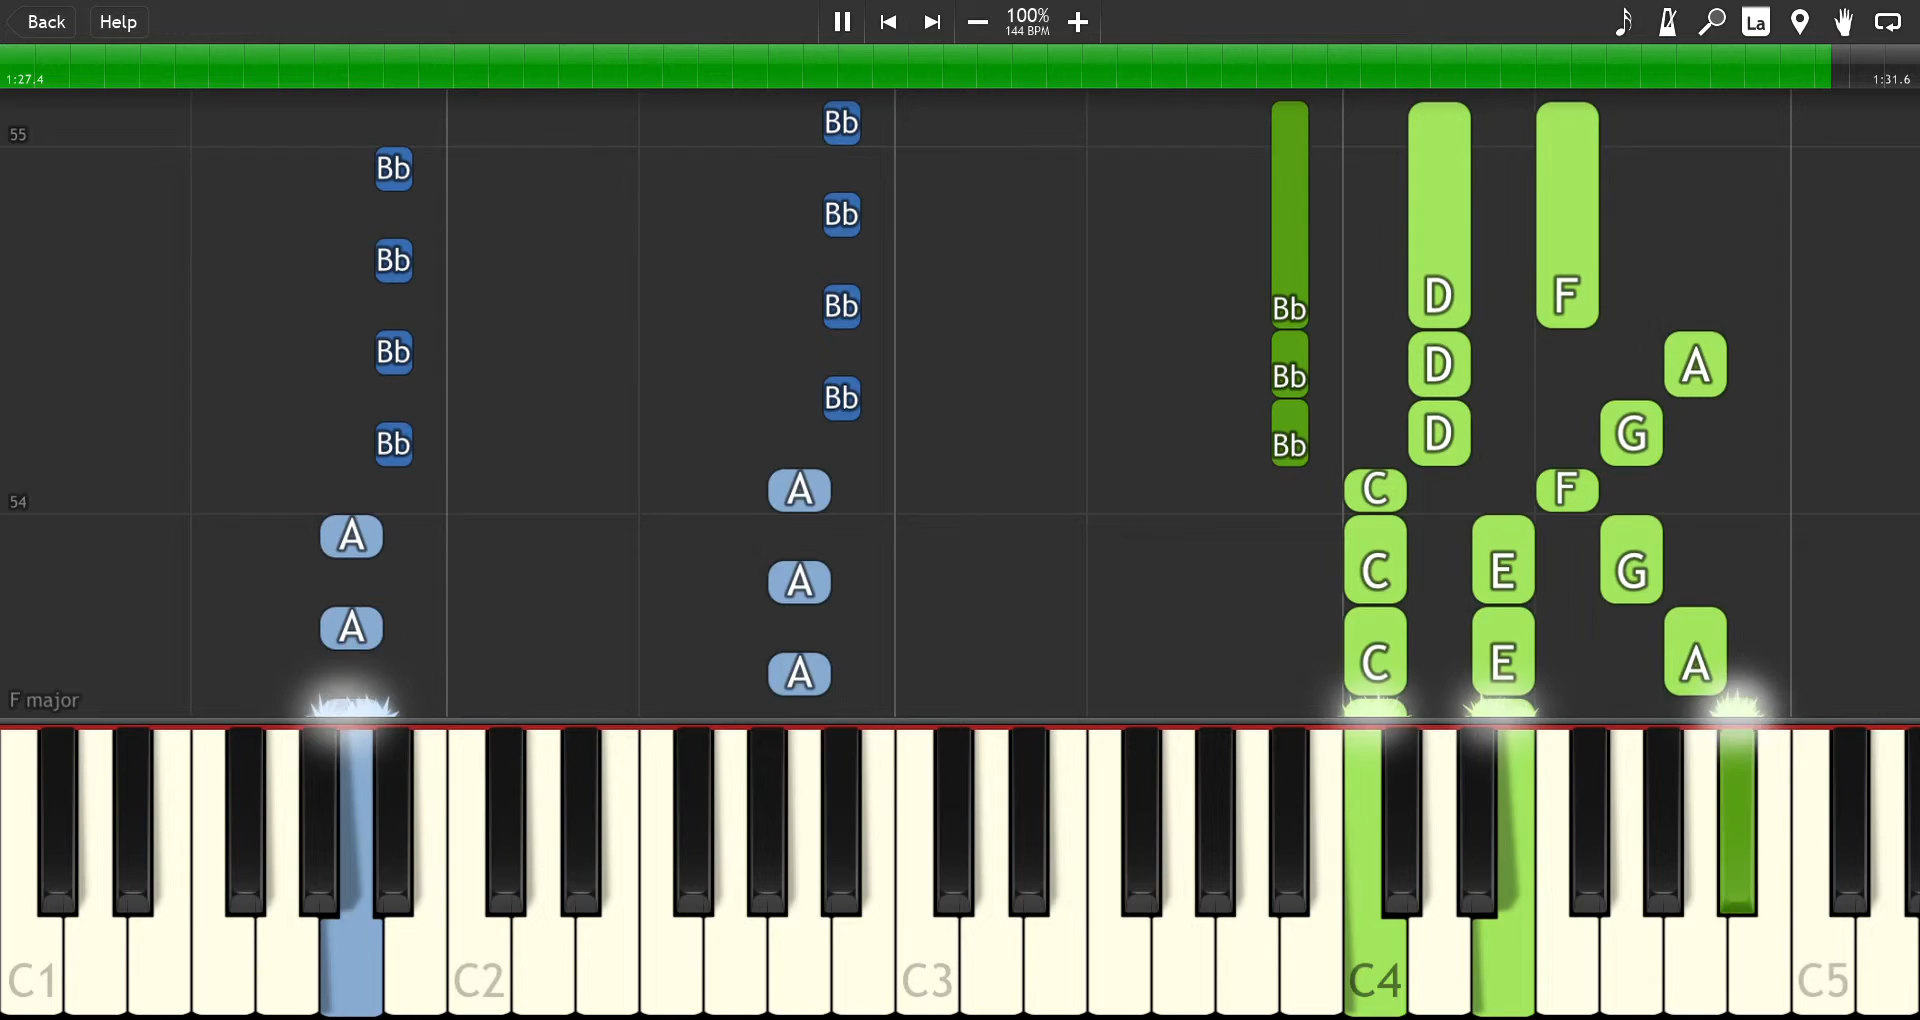 Back Help 100% La
144 BPM
1:27.4 1:31.6
Bb
55
Bb
Bb
Bb
Bb Bb D F
Bb Bb D A
Bb
Bb Bb D G
A C F
54
A C E G
A
A C E A
A
F major
C1 C2 C3 C4 C5